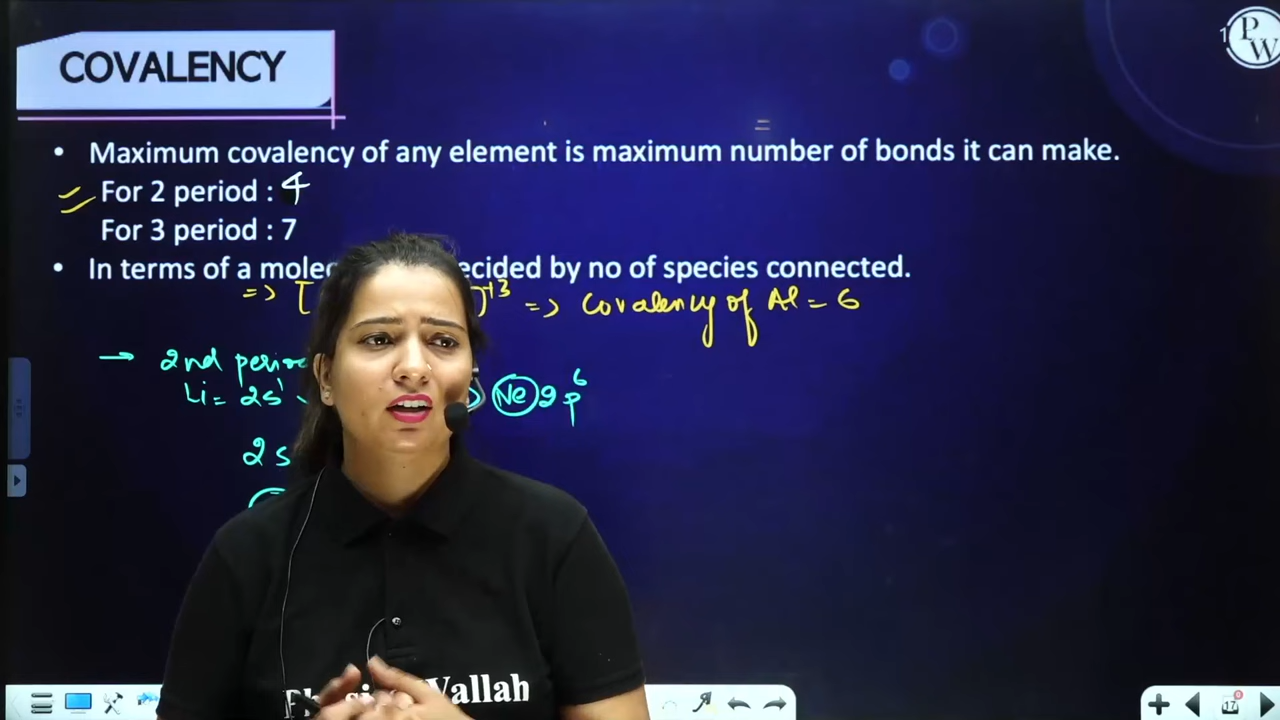 COVALENCY
PW
• Maximum covalency of any element is maximum number of bonds it can make.
For 2 period : 4
For 3 period : 7
• In terms of a ecided by no of species connected.
=> [ ]+3 => Covalency of Al = 6
→ 2nd
Li = 2s¹ Ne 2p⁶
2s
Wallah
17